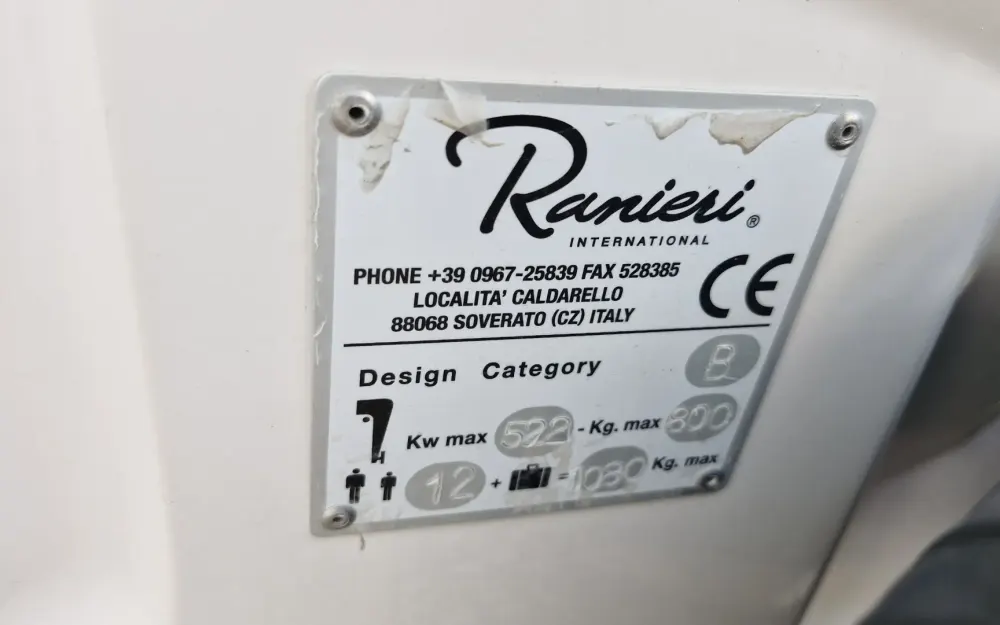 Ranieri®
INTERNATIONAL
PHONE +39 0967-25839 FAX 528385
LOCALITA' CALDARELLO
88068 SOVERATO (CZ) ITALY
CE
Design Category B
Kw max 522 - Kg. max 800
12 + = 1080 Kg. max